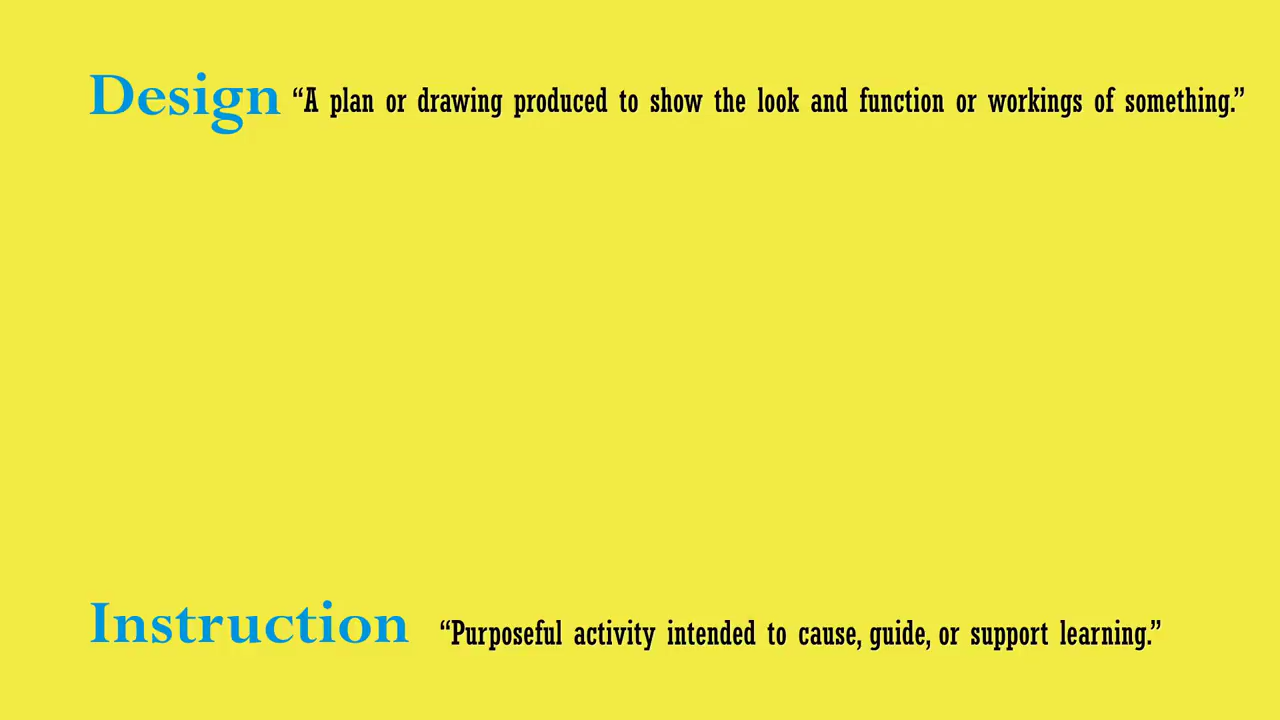 Design “A plan or drawing produced to show the look and function or workings of something.”
Instruction “Purposeful activity intended to cause, guide, or support learning.”